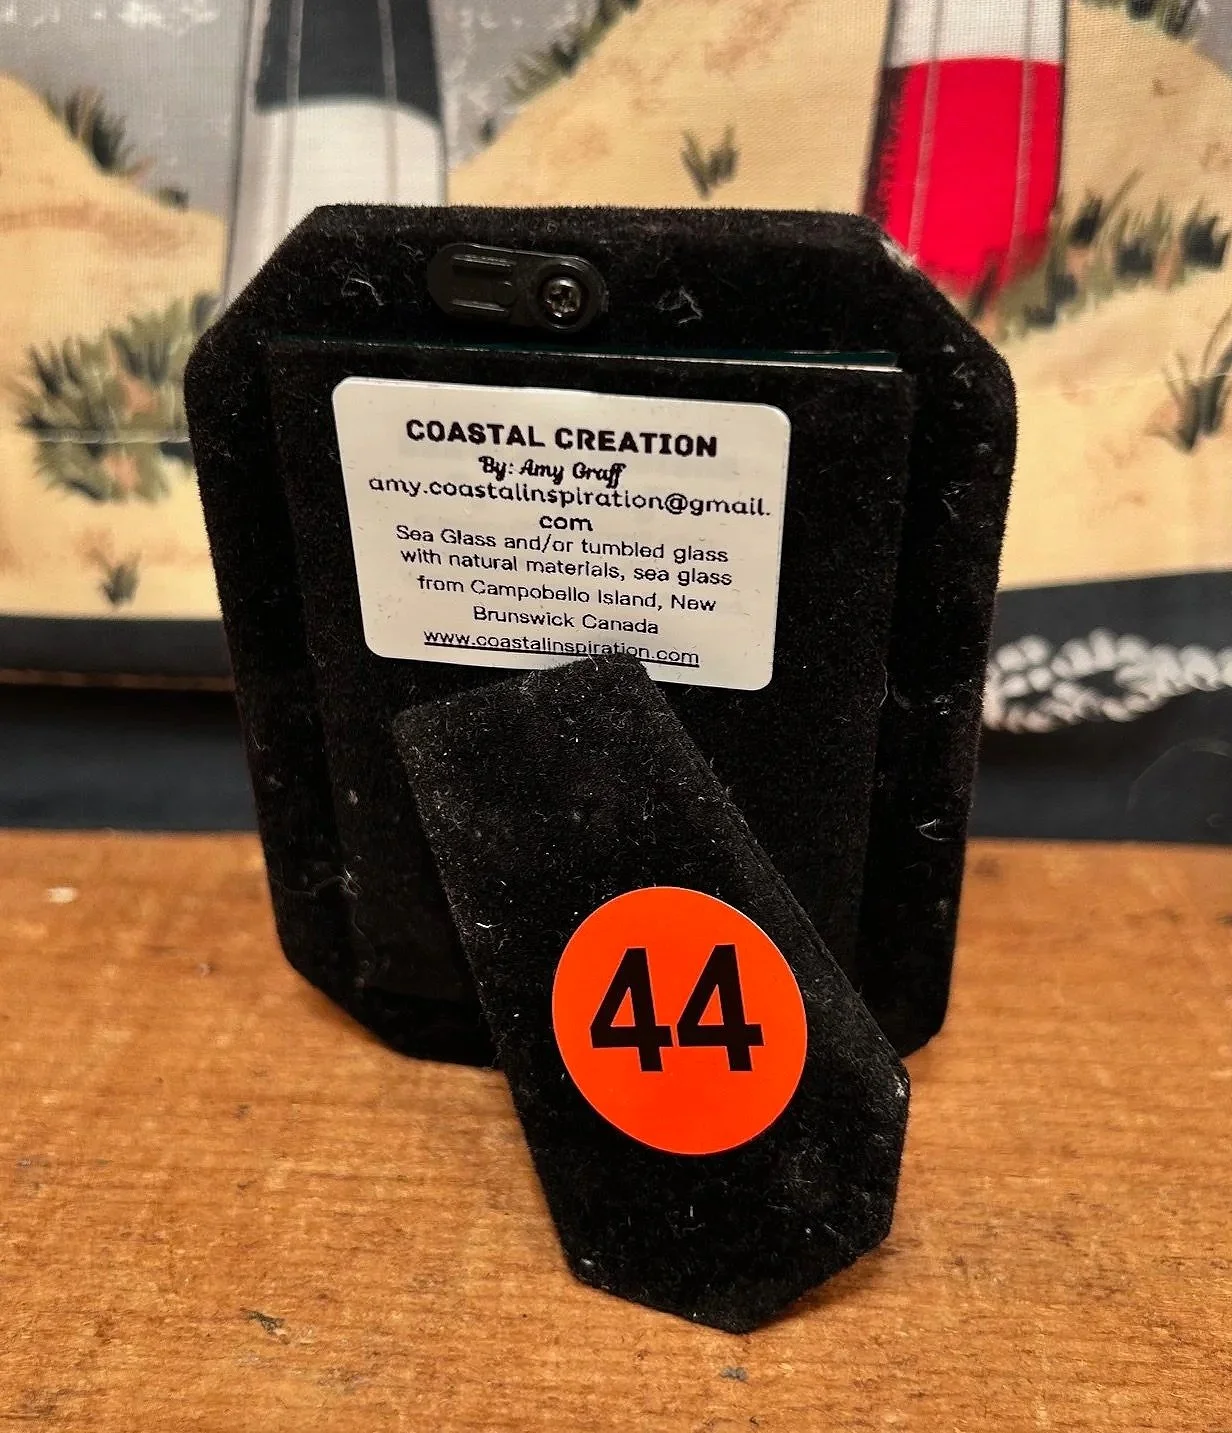 COASTAL CREATION
By: Amy Graff
amy.coastalinspiration@gmail.
com
Sea Glass and/or tumbled glass
with natural materials, sea glass
from Campobello Island, New
Brunswick Canada
www.coastalinspiration.com
44